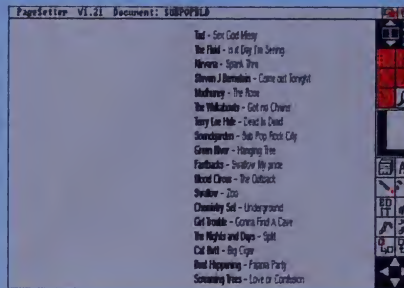 PageSetter V1.21 Document: SUBPOPBLD
Tad - Sex God Missy
The Fluid - Is it Day I'm Seeing
Nirvana - Spank Thru
Steven J Bernstein - Come out Tonight
Mudhoney - The Rose
The Walkabouts - Got no Chains
Terry Lee Hale - Dead Is Dead
Soundgarden - Sub Pop Rock City
Green River - Hanging Tree
Fastbacks - Swallow My pride
Blood Circus - The Outback
Swallow - Zoo
Chemistry Set - Underground
Girl Trouble - Gonna Find A Cave
The Nights and Days - Split
Cat Butt - Big Cigar
Beat Happening - Pajama Party
Screaming Trees - Love or Confusion